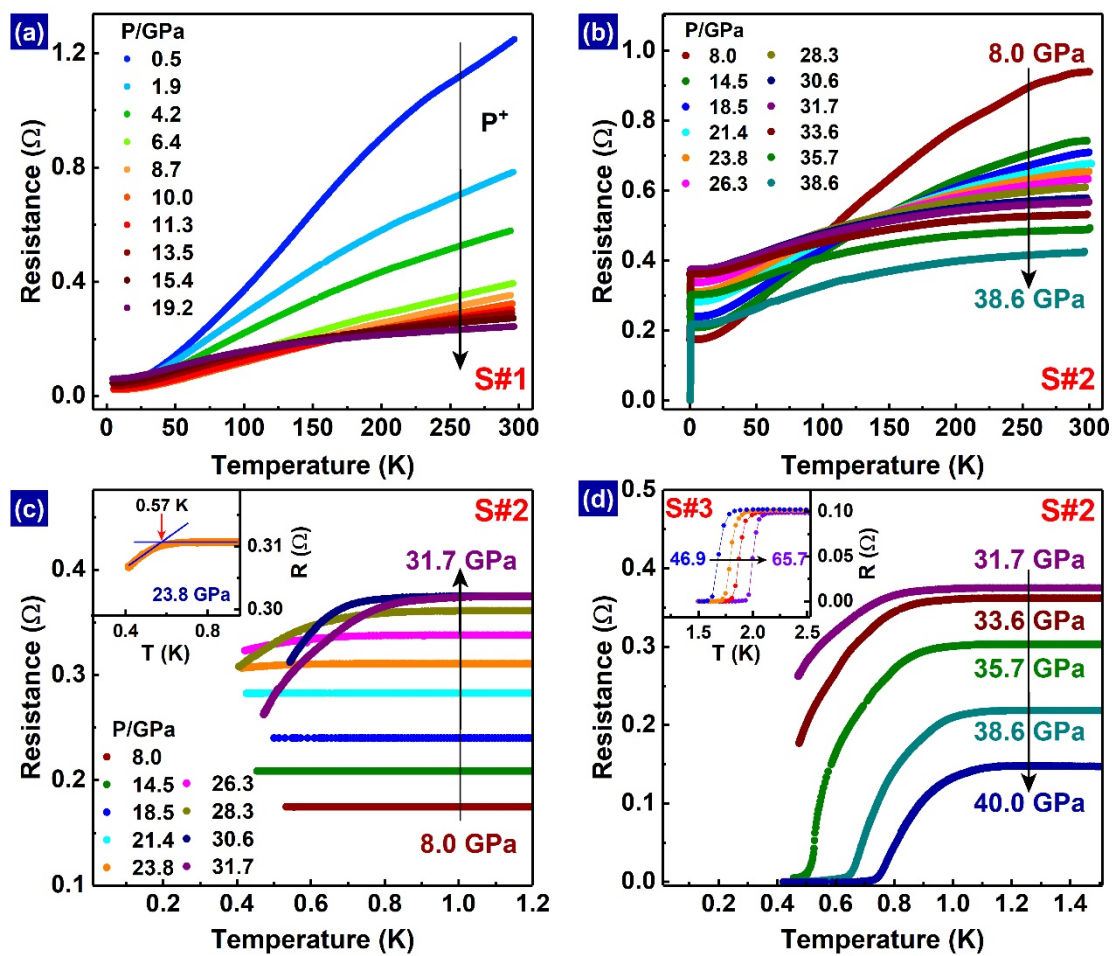 (a)
P/GPa
0.5
1.9
4.2
6.4
8.7
10.0
11.3
13.5
15.4
19.2
P⁺
S#1
Resistance (Ω)
0.0
0.4
0.8
1.2
0 50 100 150 200 250 300
Temperature (K)
(b)
P/GPa
8.0 28.3
14.5 30.6
18.5 31.7
21.4 33.6
23.8 35.7
26.3 38.6
8.0 GPa
38.6 GPa
S#2
Resistance (Ω)
0.0
0.2
0.4
0.6
0.8
1.0
0 50 100 150 200 250 300
Temperature (K)
(c)
0.57 K
23.8 GPa
0.31
0.30
R (Ω)
0.4 0.8
T (K)
S#2
31.7 GPa
8.0 GPa
P/GPa
8.0
14.5 26.3
18.5 28.3
21.4 30.6
23.8 31.7
Resistance (Ω)
0.1
0.2
0.3
0.4
0.2 0.4 0.6 0.8 1.0 1.2
Temperature (K)
(d)
S#3
46.9 65.7
0.10
0.05
0.00
R (Ω)
1.5 2.0 2.5
T (K)
S#2
31.7 GPa
33.6 GPa
35.7 GPa
38.6 GPa
40.0 GPa
Resistance (Ω)
0.0
0.1
0.2
0.3
0.4
0.5
0.2 0.4 0.6 0.8 1.0 1.2 1.4
Temperature (K)